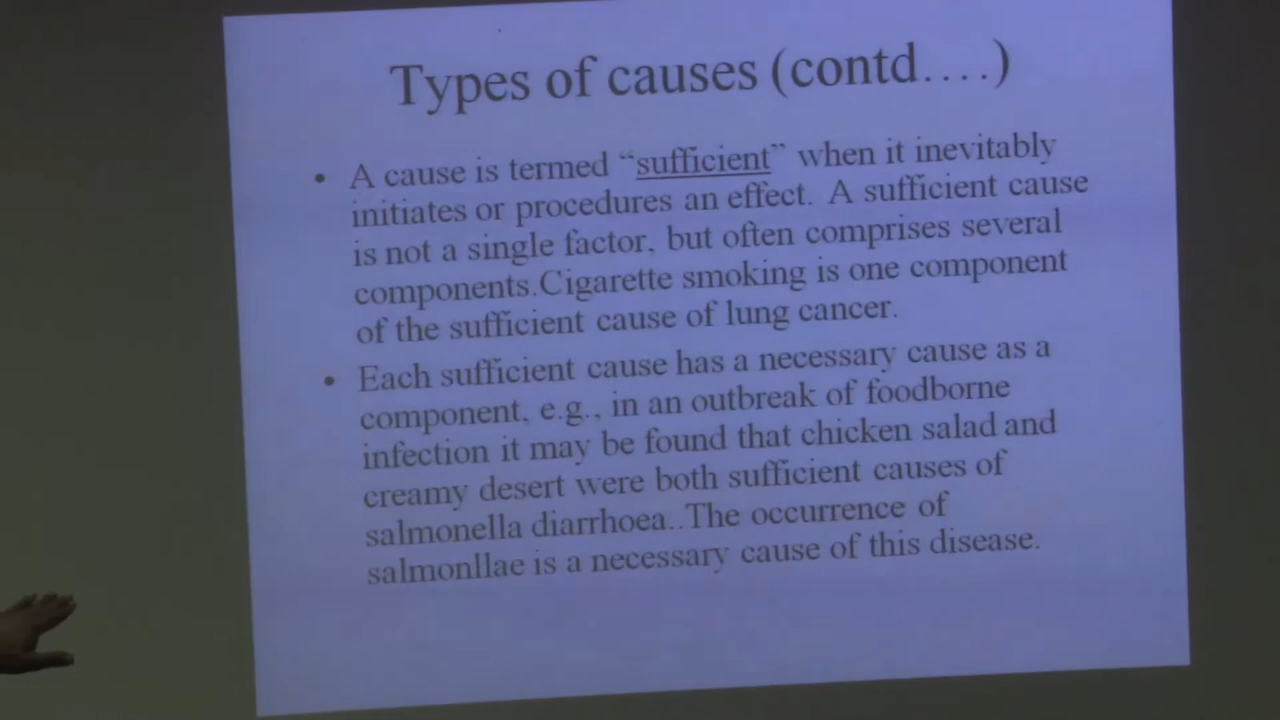 Types of causes (contd....)
• A cause is termed “sufficient” when it inevitably
initiates or procedures an effect. A sufficient cause
is not a single factor, but often comprises several
components.Cigarette smoking is one component
of the sufficient cause of lung cancer.
• Each sufficient cause has a necessary cause as a
component, e.g., in an outbreak of foodborne
infection it may be found that chicken salad and
creamy desert were both sufficient causes of
salmonella diarrhoea..The occurrence of
salmonllae is a necessary cause of this disease.